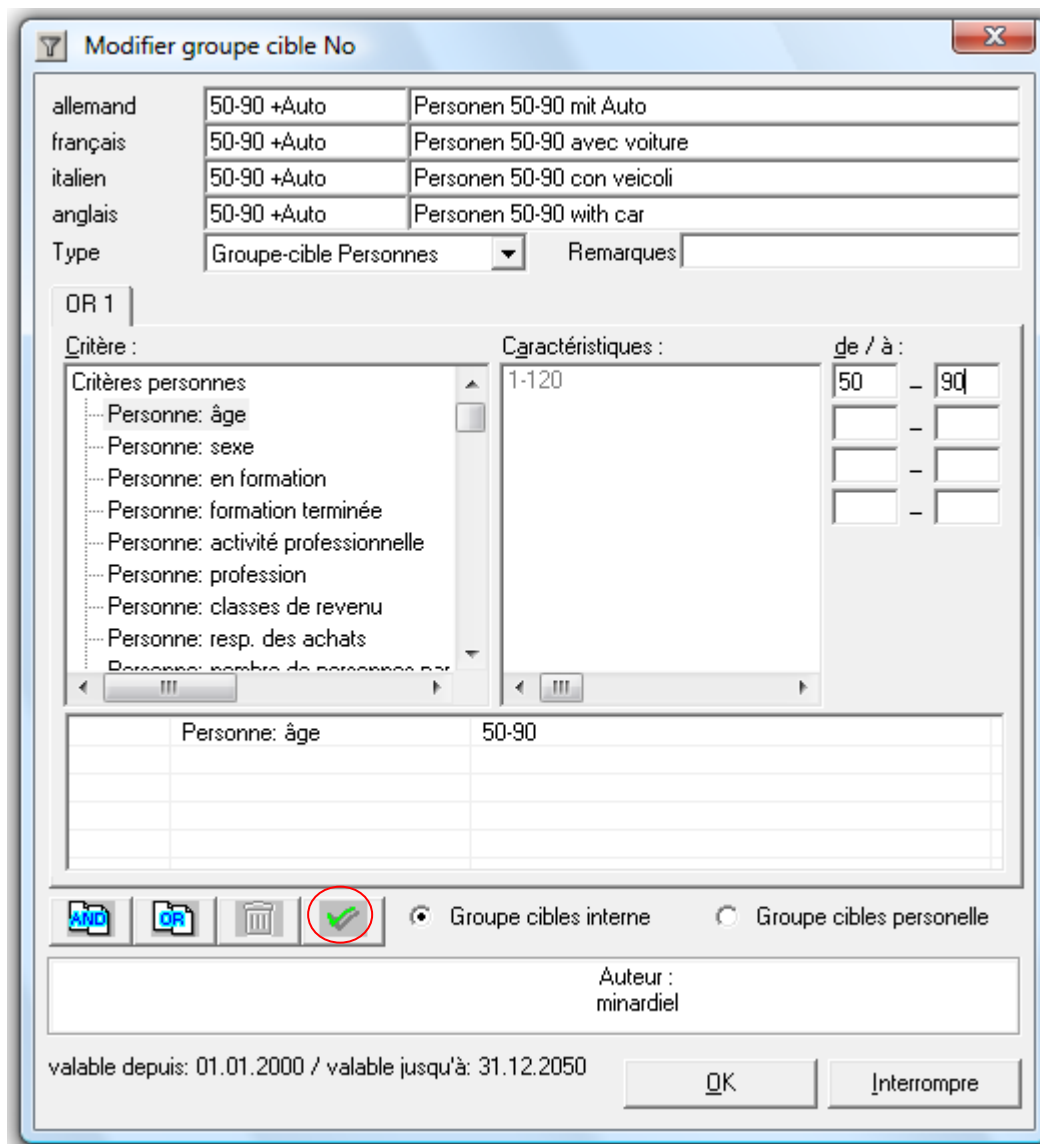 Modifier groupe cible No
allemand 50-90 +Auto Personen 50-90 mit Auto
français 50-90 +Auto Personen 50-90 avec voiture
italien 50-90 +Auto Personen 50-90 con veicoli
anglais 50-90 +Auto Personen 50-90 with car
Type Groupe-cible Personnes Remarques
OR 1
Critère : Caractéristiques : de / à :
Critères personnes 1-120 50 – 90
Personne: âge –
Personne: sexe
Personne: en formation –
Personne: formation terminée –
Personne: activité professionnelle
Personne: profession
Personne: classes de revenu
Personne: resp. des achats
Personne: nombre de personnes par
Personne: âge 50-90
AND OR Groupe cibles interne Groupe cibles personelle
Auteur :
minardiel
valable depuis: 01.01.2000 / valable jusqu'à: 31.12.2050 OK Interrompre